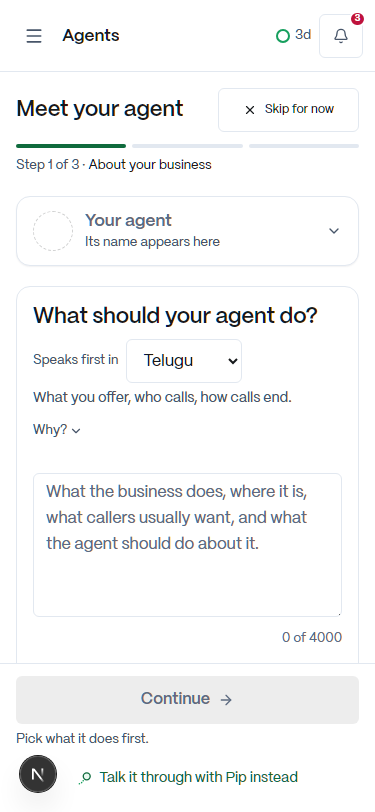 Agents
3d
3
Meet your agent
Skip for now
Step 1 of 3 · About your business
Your agent
Its name appears here
What should your agent do?
Speaks first in
Telugu
What you offer, who calls, how calls end.
Why?
What the business does, where it is,
what callers usually want, and what
the agent should do about it.
0 of 4000
Continue
Pick what it does first.
N
Talk it through with Pip instead